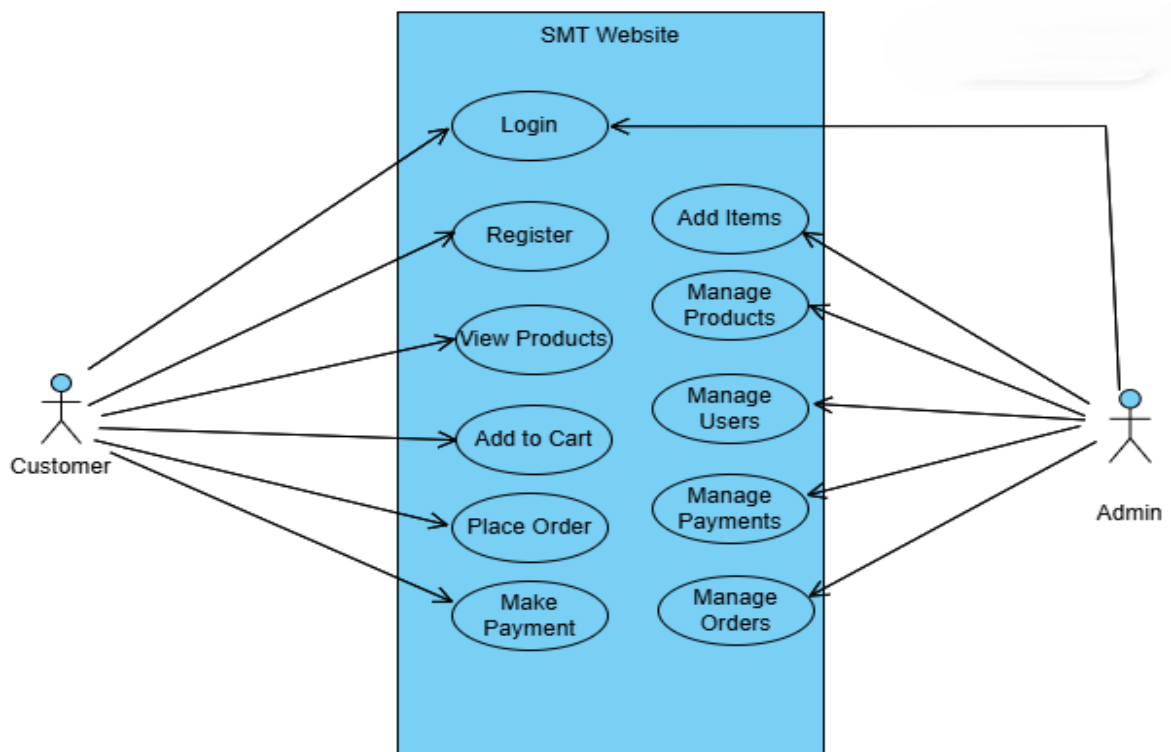 SMT Website
Login
Register
View Products
Add to Cart
Place Order
Make
Payment
Add Items
Manage
Products
Manage
Users
Manage
Payments
Manage
Orders
Customer
Admin